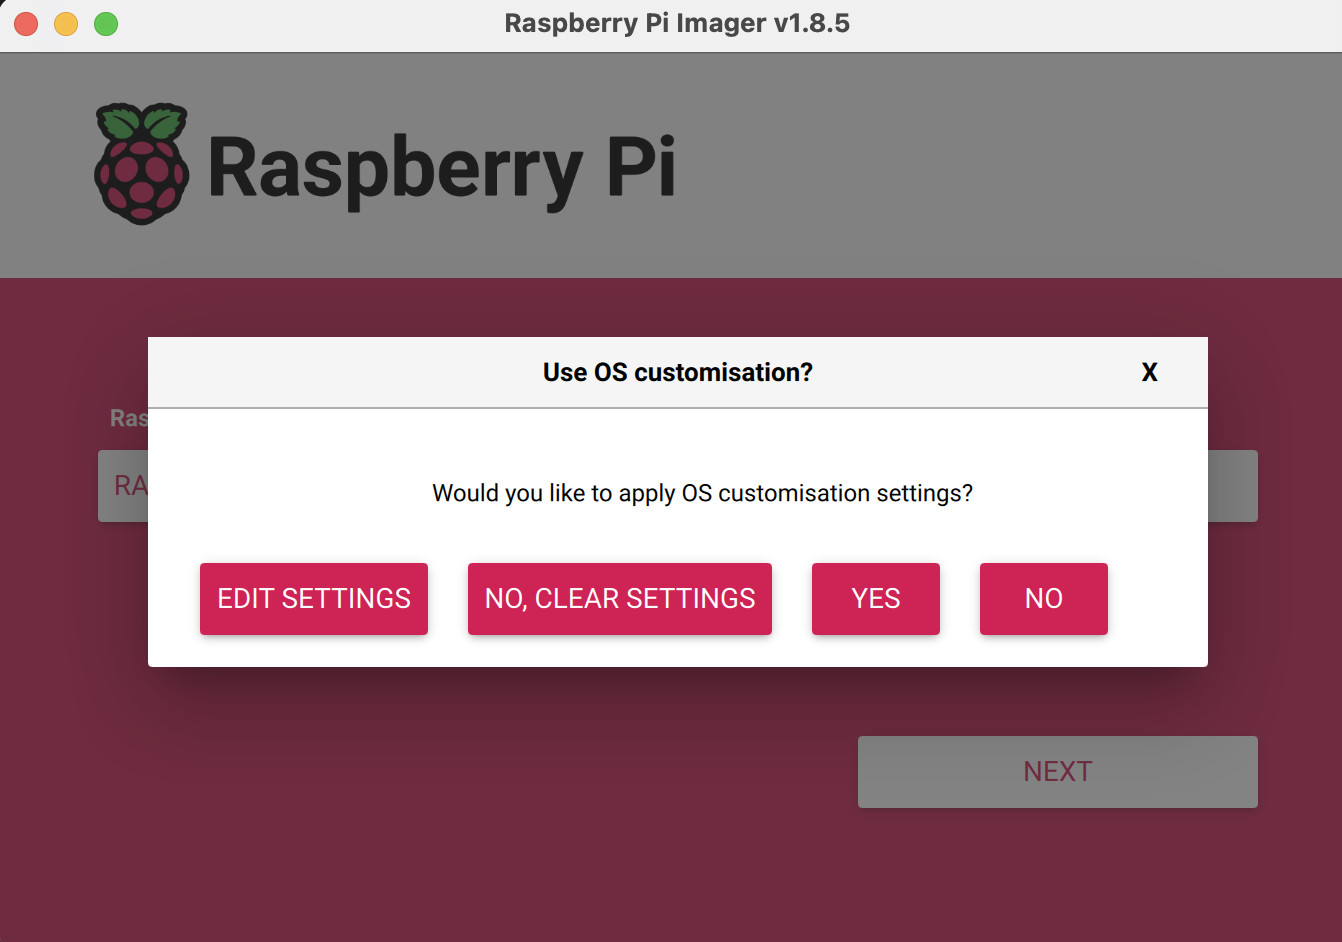 Raspberry Pi Imager v1.8.5
Raspberry Pi
Use OS customisation?
X
Ras
RA
Would you like to apply OS customisation settings?
EDIT SETTINGS
NO, CLEAR SETTINGS
YES
NO
NEXT